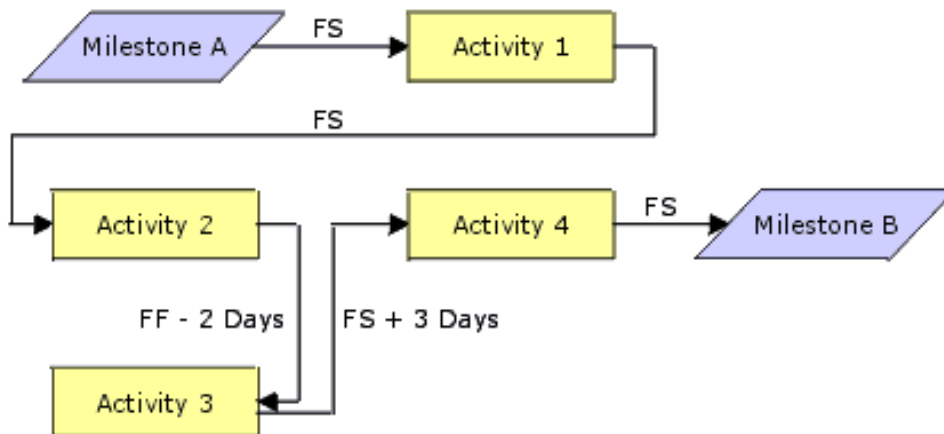 Milestone A
FS
Activity 1
FS
Activity 2
Activity 4
FS
Milestone B
FF - 2 Days
FS + 3 Days
Activity 3